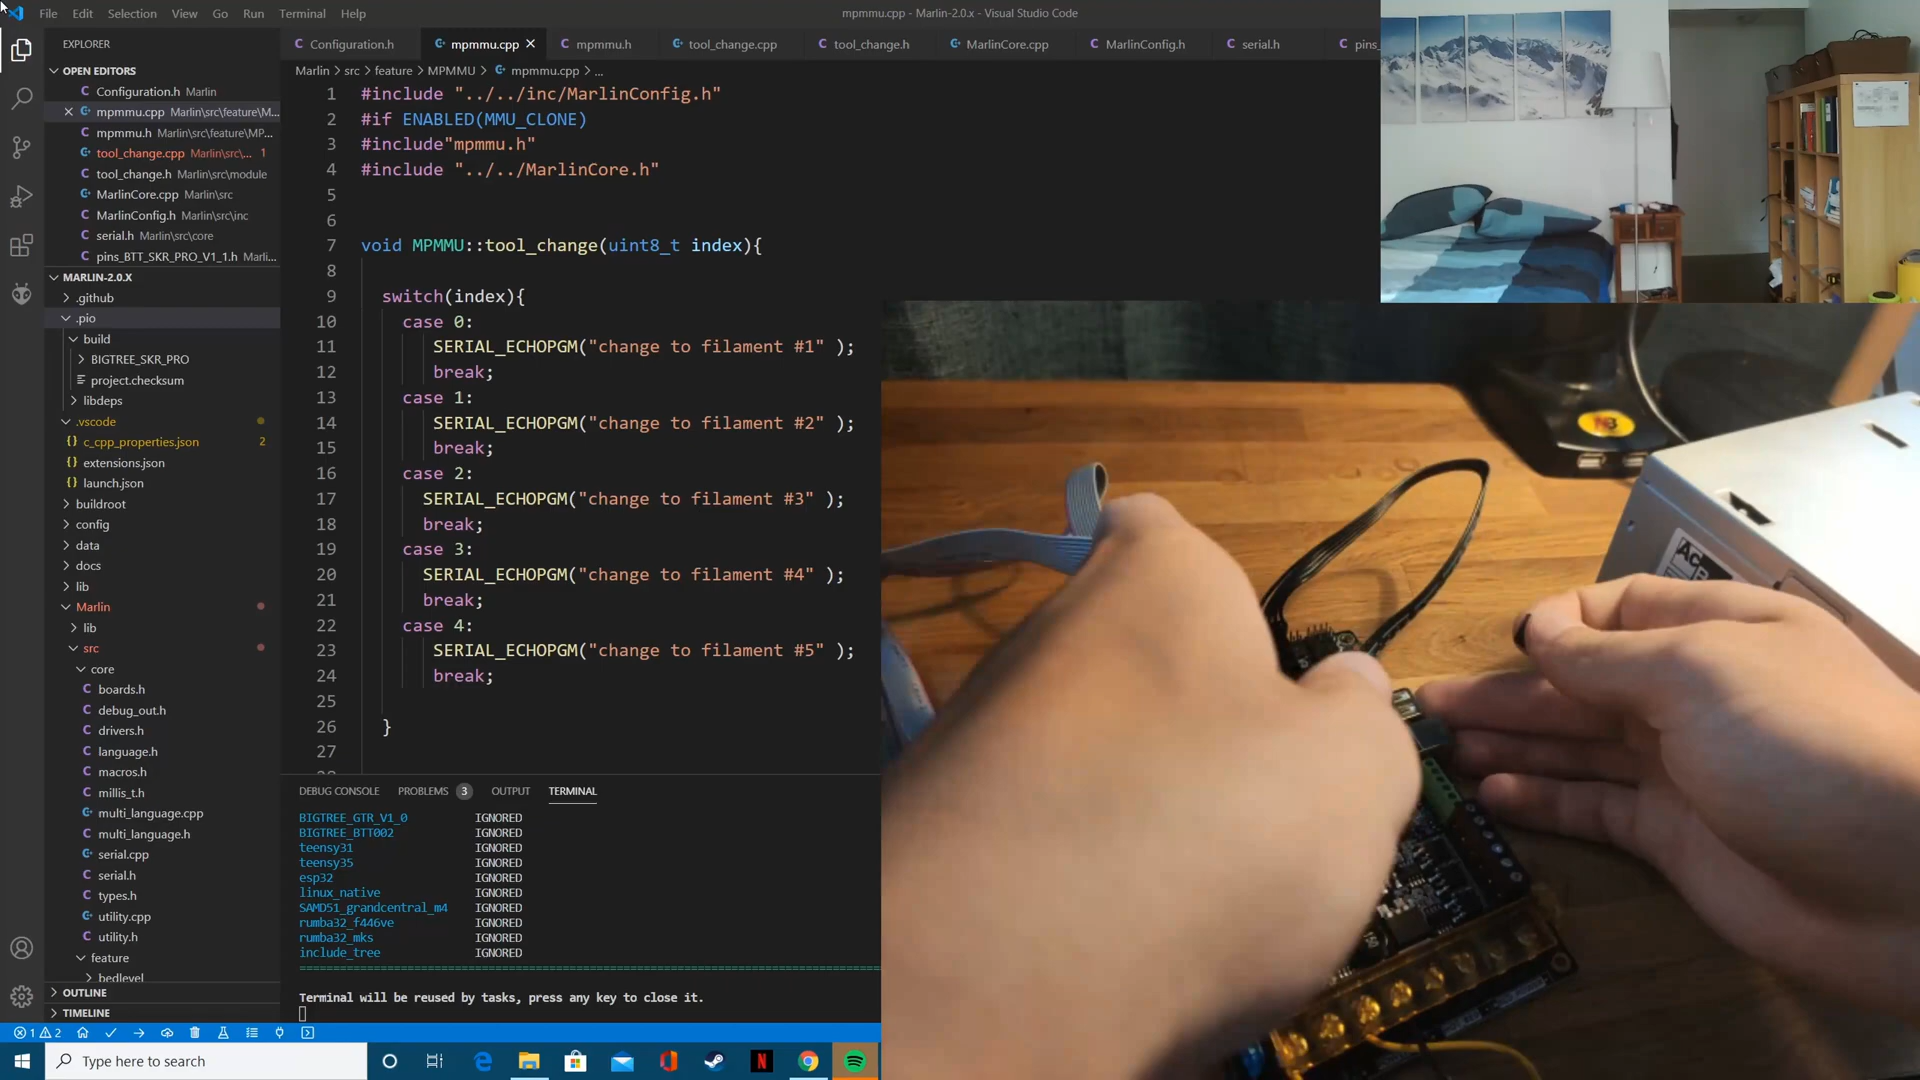 File Edit Selection View Go Run Terminal Help
mpmmu.cpp - Marlin-2.0.x - Visual Studio Code
EXPLORER
Configuration.h
mpmmu.cpp
mpmmu.h
tool_change.cpp
tool_change.h
MarlinCore.cpp
MarlinConfig.h
serial.h
pins_
OPEN EDITORS
Marlin > src > feature > MPMMU > mpmmu.cpp > ...
Configuration.h Marlin
mpmmu.cpp Marlin\src\feature\M...
mpmmu.h Marlin\src\feature\MP...
tool_change.cpp Marlin\src\... 1
tool_change.h Marlin\src\module
MarlinCore.cpp Marlin\src
MarlinConfig.h Marlin\src\inc
serial.h Marlin\src\core
pins_BTT_SKR_PRO_V1_1.h Marli...
MARLIN-2.0.X
.github
.pio
build
BIGTREE_SKR_PRO
project.checksum
libdeps
.vscode
c_cpp_properties.json 2
extensions.json
launch.json
buildroot
config
data
docs
lib
Marlin
lib
src
core
boards.h
debug_out.h
drivers.h
language.h
macros.h
millis_t.h
multi_language.cpp
multi_language.h
serial.cpp
serial.h
types.h
utility.cpp
utility.h
feature
bedlevel
OUTLINE
TIMELINE
1 #include "../../inc/MarlinConfig.h"
2 #if ENABLED(MMU_CLONE)
3 #include"mpmmu.h"
4 #include "../../MarlinCore.h"
5
6
7 void MPMMU::tool_change(uint8_t index){
8
9 switch(index){
10 case 0:
11 SERIAL_ECHOPGM("change to filament #1" );
12 break;
13 case 1:
14 SERIAL_ECHOPGM("change to filament #2" );
15 break;
16 case 2:
17 SERIAL_ECHOPGM("change to filament #3" );
18 break;
19 case 3:
20 SERIAL_ECHOPGM("change to filament #4" );
21 break;
22 case 4:
23 SERIAL_ECHOPGM("change to filament #5" );
24 break;
25
26 }
27
DEBUG CONSOLE PROBLEMS 3 OUTPUT TERMINAL
BIGTREE_GTR_V1_0 IGNORED
BIGTREE_BTT002 IGNORED
teensy31 IGNORED
teensy35 IGNORED
esp32 IGNORED
linux_native IGNORED
SAMD51_grandcentral_m4 IGNORED
rumba32_f446ve IGNORED
rumba32_mks IGNORED
include_tree IGNORED
Terminal will be reused by tasks, press any key to close it.
1 2
Type here to search